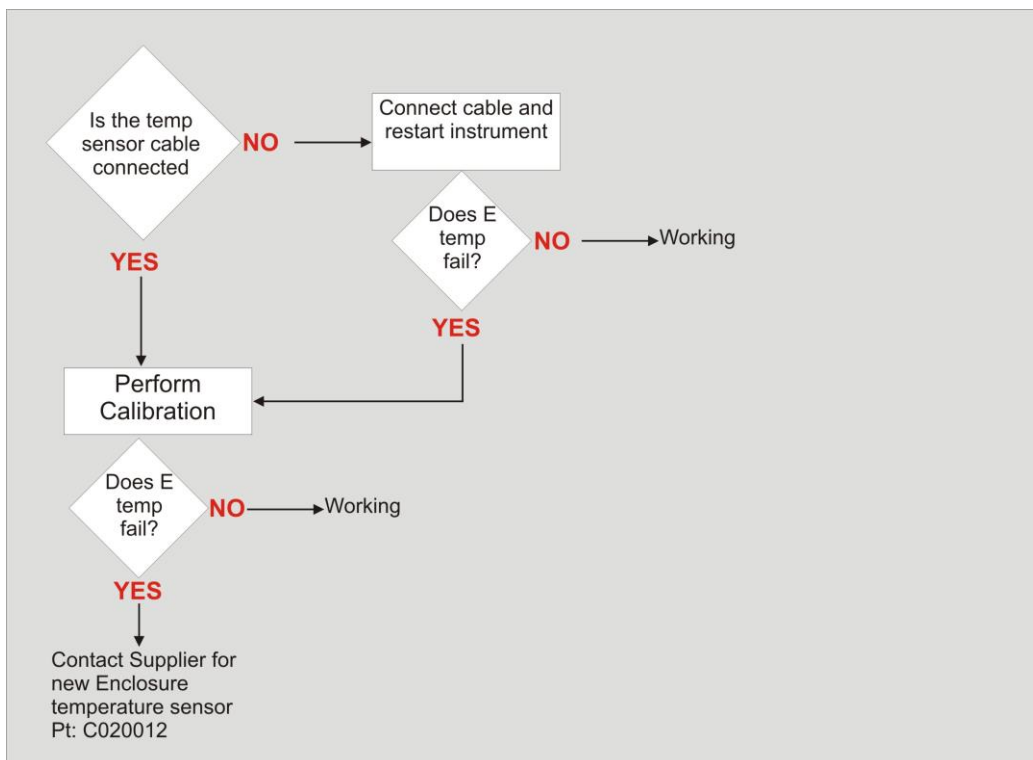 Is the temp
sensor cable
connected
NO
Connect cable and
restart instrument
Does E
temp
fail?
NO
Working
YES
YES
Perform
Calibration
Does E
temp
fail?
NO
Working
YES
Contact Supplier for
new Enclosure
temperature sensor
Pt: C020012